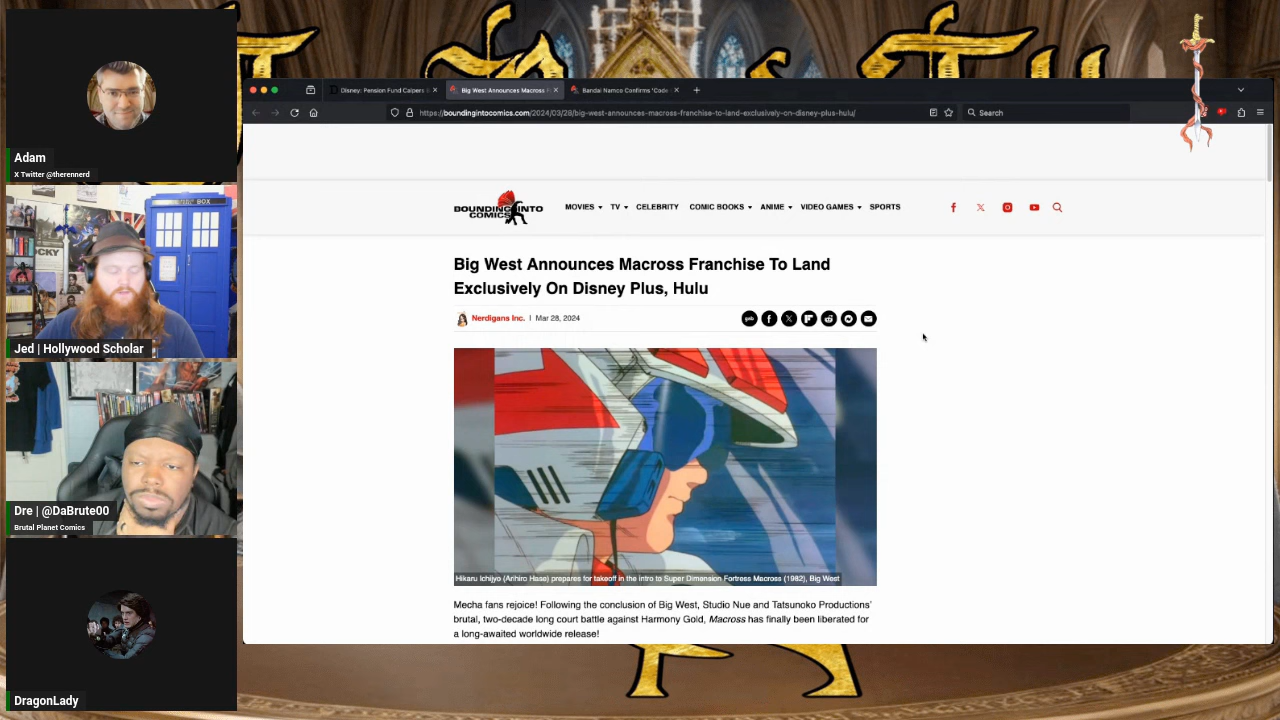 Adam
X Twitter @therennerd
POLICE BOX
Jed | Hollywood Scholar
Dre | @DaBrute00
Brutal Planet Comics
DragonLady
Disney: Pension Fund Calpers
Big West Announces Macross F
Bandai Namco Confirms 'Code
https://boundingintocomics.com/2024/03/28/big-west-announces-macross-franchise-to-land-exclusively-on-disney-plus-hulu/
Search
BOUNDING INTO
COMICS
MOVIES TV CELEBRITY COMIC BOOKS ANIME VIDEO GAMES SPORTS
Big West Announces Macross Franchise To Land
Exclusively On Disney Plus, Hulu
Nerdigans Inc. | Mar 28, 2024
Hikaru Ichijyo (Arihiro Hase) prepares for takeoff in the intro to Super Dimension Fortress Macross (1982), Big West
Mecha fans rejoice! Following the conclusion of Big West, Studio Nue and Tatsunoko Productions'
brutal, two-decade long court battle against Harmony Gold, Macross has finally been liberated for
a long-awaited worldwide release!